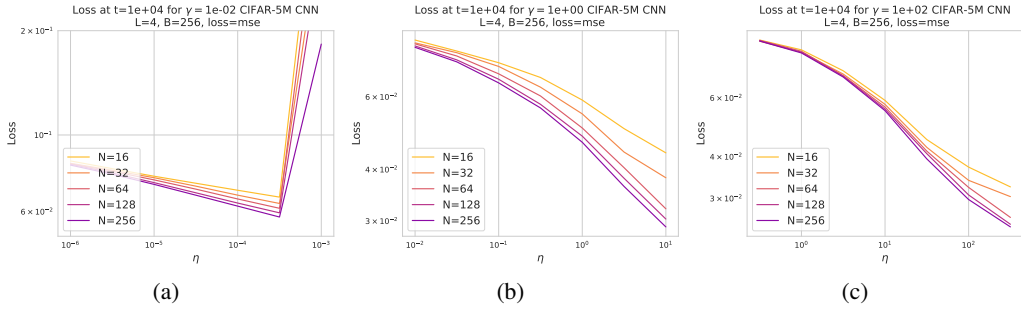 Loss at t=1e+04 for γ = 1e-02 CIFAR-5M CNN
L=4, B=256, loss=mse
2 × 10⁻¹
10⁻¹
6 × 10⁻²
Loss
N=16
N=32
N=64
N=128
N=256
10⁻⁶
10⁻⁵
10⁻⁴
10⁻³
η
(a)
Loss at t=1e+04 for γ = 1e+00 CIFAR-5M CNN
L=4, B=256, loss=mse
6 × 10⁻²
4 × 10⁻²
3 × 10⁻²
Loss
N=16
N=32
N=64
N=128
N=256
10⁻²
10⁻¹
10⁰
10¹
η
(b)
Loss at t=1e+04 for γ = 1e+02 CIFAR-5M CNN
L=4, B=256, loss=mse
6 × 10⁻²
4 × 10⁻²
3 × 10⁻²
Loss
N=16
N=32
N=64
N=128
N=256
10⁰
10¹
10²
η
(c)